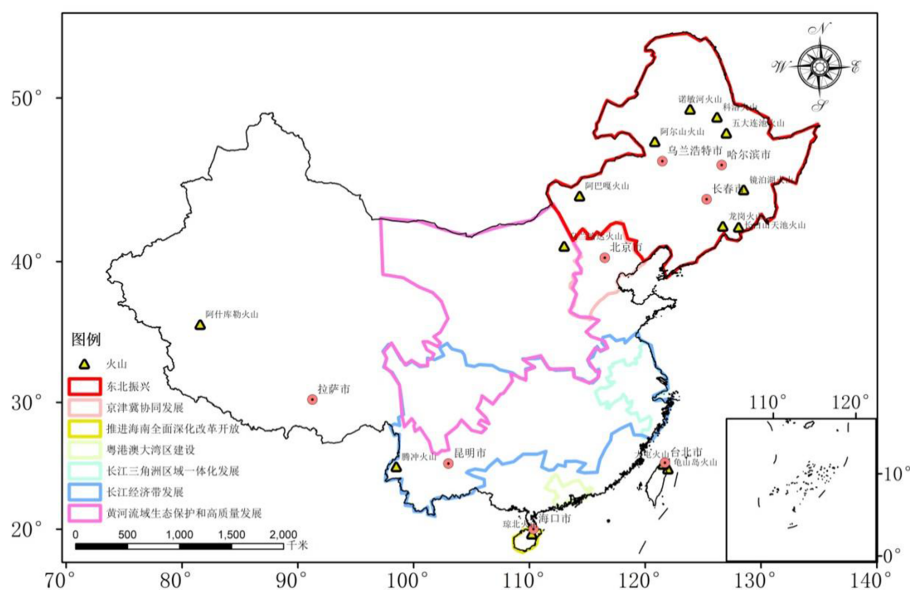 N
W
E
S
50°
40°
30°
20°
诺敏河火山
五大连池火山
阿尔山火山
乌兰浩特市
哈尔滨市
镜泊湖火山
阿巴嘎火山
长春市
龙岗火山
长白山天池火山
北京市
阿什库勒火山
拉萨市
昆明市
腾冲火山
台北市
龟山岛火山
海口市
图例
火山
东北振兴
京津冀协同发展
推进海南全面深化改革开放
粤港澳大湾区建设
长江三角洲区域一体化发展
长江经济带发展
黄河流域生态保护和高质量发展
0 500 1,000 1,500 2,000
千米
110° 120°
10°
0°
70° 80° 90° 100° 110° 120° 130° 140°